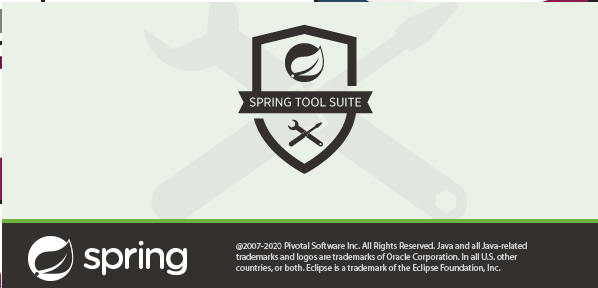 SPRING TOOL SUITE
spring
@2007-2020 Pivotal Software Inc. All Rights Reserved. Java and all Java-related
trademarks and logos are trademarks of Oracle Corporation. In all U.S. other
countries, or both. Eclipse is a trademark of the Eclipse Foundation, Inc.